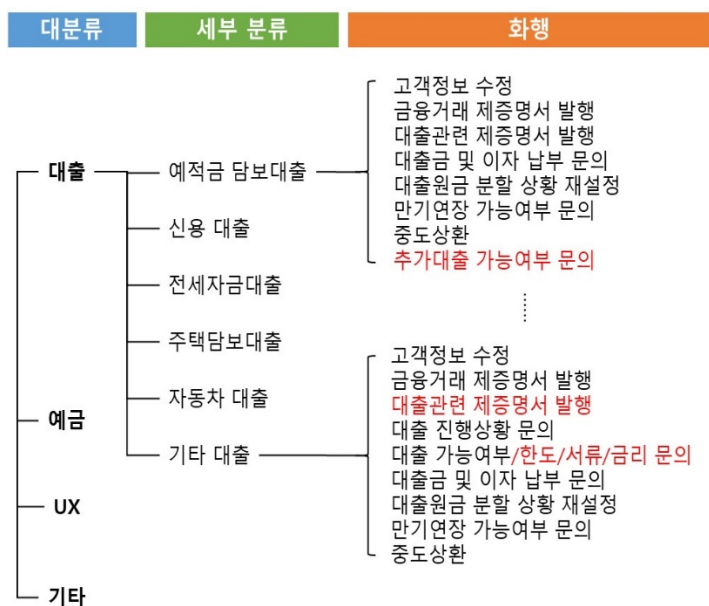 대분류 세부 분류 화행
고객정보 수정
금융거래 제증명서 발행
대출관련 제증명서 발행
대출 예적금 담보대출 대출금 및 이자 납부 문의
대출원금 분할 상황 재설정
만기연장 가능여부 문의
신용 대출 중도상환
추가대출 가능여부 문의
전세자금대출
주택담보대출
고객정보 수정
금융거래 제증명서 발행
자동차 대출 대출관련 제증명서 발행
예금 대출 진행상황 문의
기타 대출 대출 가능여부/한도/서류/금리 문의
대출금 및 이자 납부 문의
UX 대출원금 분할 상황 재설정
만기연장 가능여부 문의
중도상환
기타